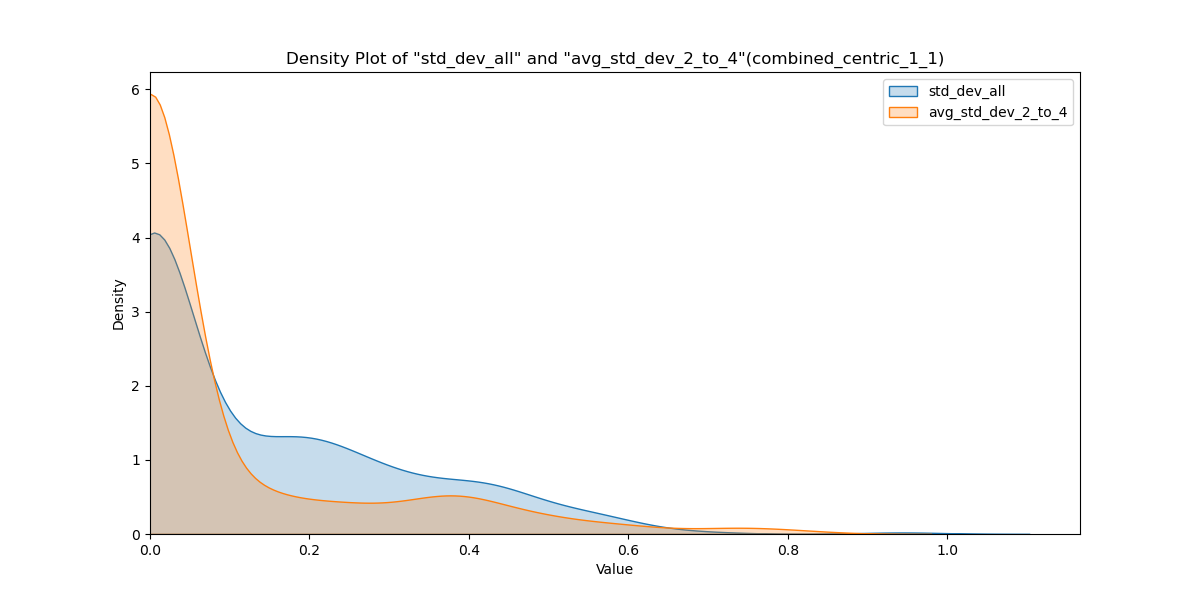 Density Plot of "std_dev_all" and "avg_std_dev_2_to_4"(combined_centric_1_1)
std_dev_all
avg_std_dev_2_to_4
6
5
4
3
2
1
0
Density
0.0 0.2 0.4 0.6 0.8 1.0
Value